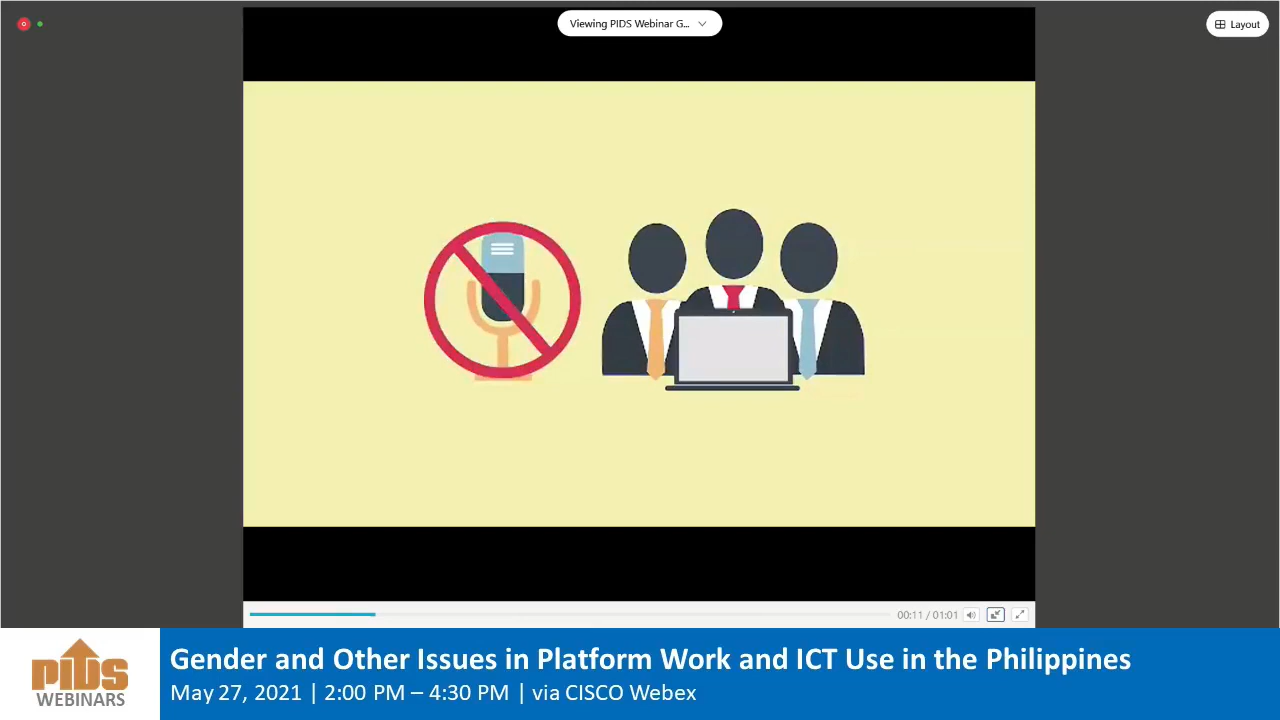 Viewing PIDS Webinar G...
Layout
00:11 / 01:01
PIDS
WEBINARS
Gender and Other Issues in Platform Work and ICT Use in the Philippines
May 27, 2021 | 2:00 PM – 4:30 PM | via CISCO Webex